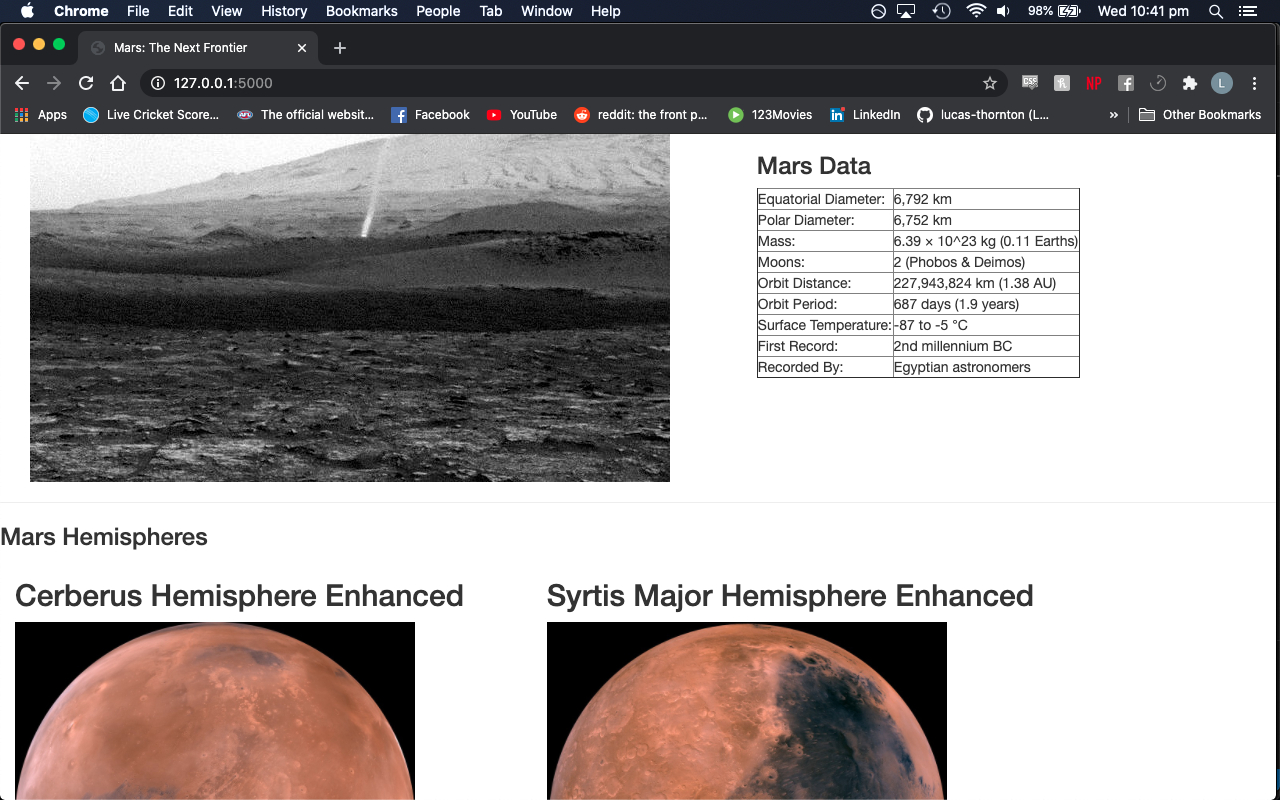 Chrome File Edit View History Bookmarks People Tab Window Help 98% Wed 10:41 pm
Mars: The Next Frontier
127.0.0.1:5000 GSF NP L
Apps Live Cricket Score... AFL The official websit... Facebook YouTube reddit: the front p... 123Movies LinkedIn lucas-thornton (L... » Other Bookmarks
Mars Data
Equatorial Diameter: 6,792 km
Polar Diameter: 6,752 km
Mass: 6.39 × 10^23 kg (0.11 Earths)
Moons: 2 (Phobos & Deimos)
Orbit Distance: 227,943,824 km (1.38 AU)
Orbit Period: 687 days (1.9 years)
Surface Temperature: -87 to -5 °C
First Record: 2nd millennium BC
Recorded By: Egyptian astronomers
Mars Hemispheres
Cerberus Hemisphere Enhanced Syrtis Major Hemisphere Enhanced